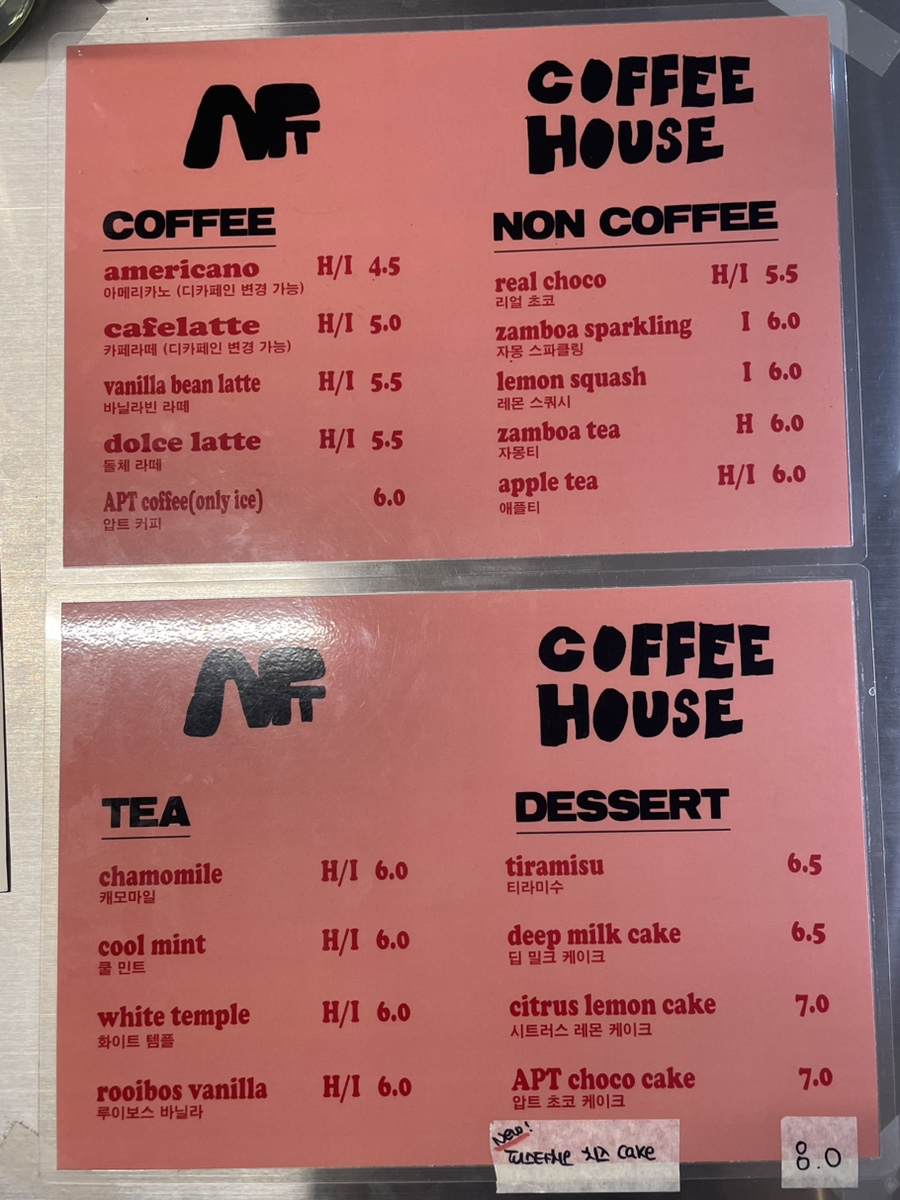 APT
COFFEE
HOUSE
COFFEE
americano H/I 4.5
아메리카노 (디카페인 변경 가능)
cafelatte H/I 5.0
카페라떼 (디카페인 변경 가능)
vanilla bean latte H/I 5.5
바닐라빈 라떼
dolce latte H/I 5.5
돌체 라떼
APT coffee(only ice) 6.0
압트 커피
NON COFFEE
real choco H/I 5.5
리얼 초코
zamboa sparkling I 6.0
자몽 스파클링
lemon squash I 6.0
레몬 스쿼시
zamboa tea H 6.0
자몽티
apple tea H/I 6.0
애플티
APT
COFFEE
HOUSE
TEA
chamomile H/I 6.0
캐모마일
cool mint H/I 6.0
쿨 민트
white temple H/I 6.0
화이트 템플
rooibos vanilla H/I 6.0
루이보스 바닐라
DESSERT
tiramisu 6.5
티라미수
deep milk cake 6.5
딥 밀크 케이크
citrus lemon cake 7.0
시트러스 레몬 케이크
APT choco cake 7.0
압트 초코 케이크
New!
피스타치오 치즈 cake 8.0